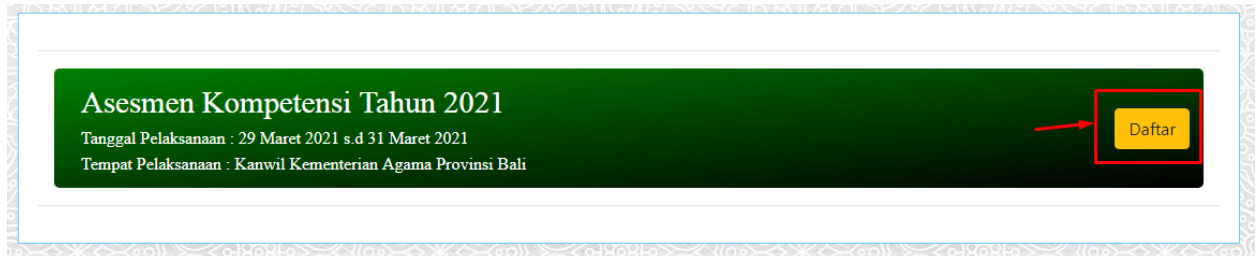 Asesmen Kompetensi Tahun 2021
Tanggal Pelaksanaan : 29 Maret 2021 s.d 31 Maret 2021
Tempat Pelaksanaan : Kanwil Kementerian Agama Provinsi Bali
Daftar